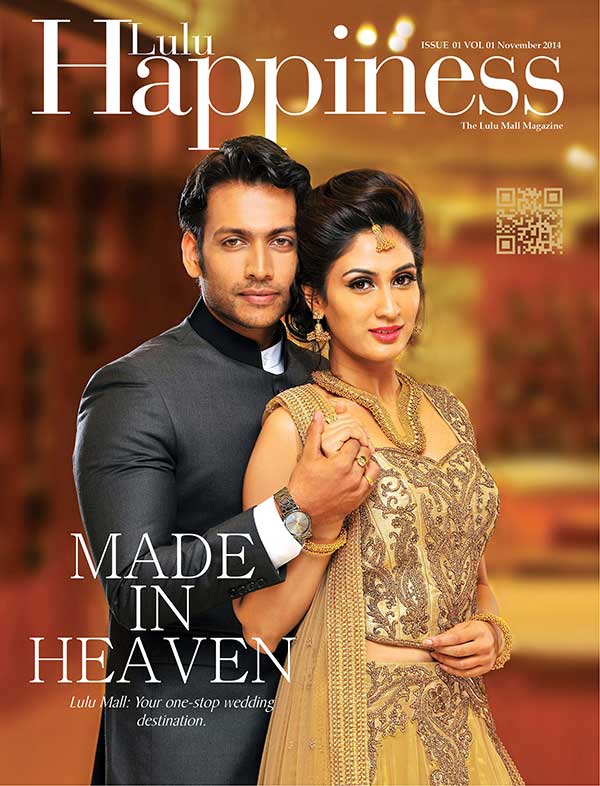 Lulu
Happiness
ISSUE 01 VOL 01 November 2014
The Lulu Mall Magazine
MADE
IN
HEAVEN
Lulu Mall: Your one-stop wedding
destination.